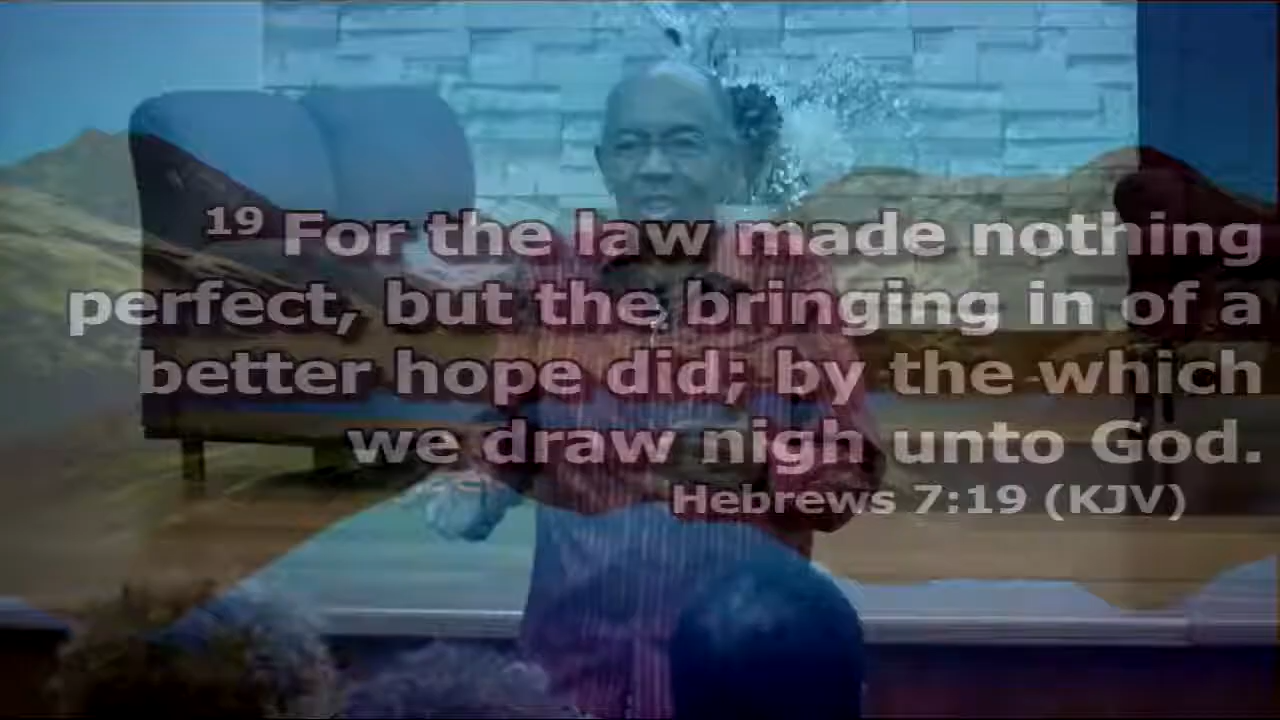 19 For the law made nothing
perfect, but the bringing in of a
better hope did; by the which
we draw nigh unto God.
Hebrews 7:19 (KJV)